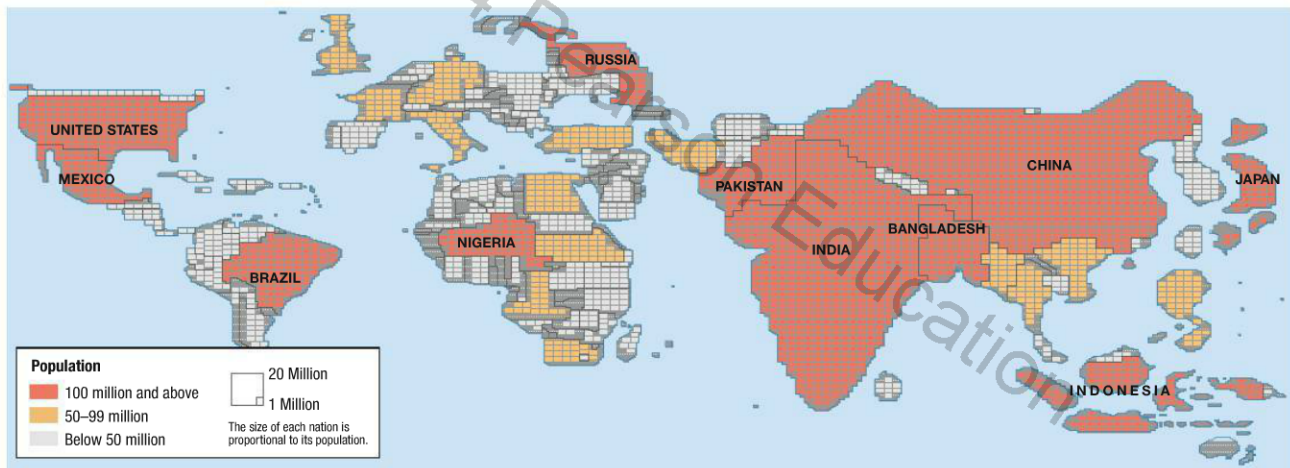 4 Pearson Education
RUSSIA
UNITED STATES
MEXICO
CHINA
PAKISTAN
JAPAN
NIGERIA
BANGLADESH
INDIA
BRAZIL
INDONESIA
Population
100 million and above
50–99 million
Below 50 million
20 Million
1 Million
The size of each nation is
proportional to its population.